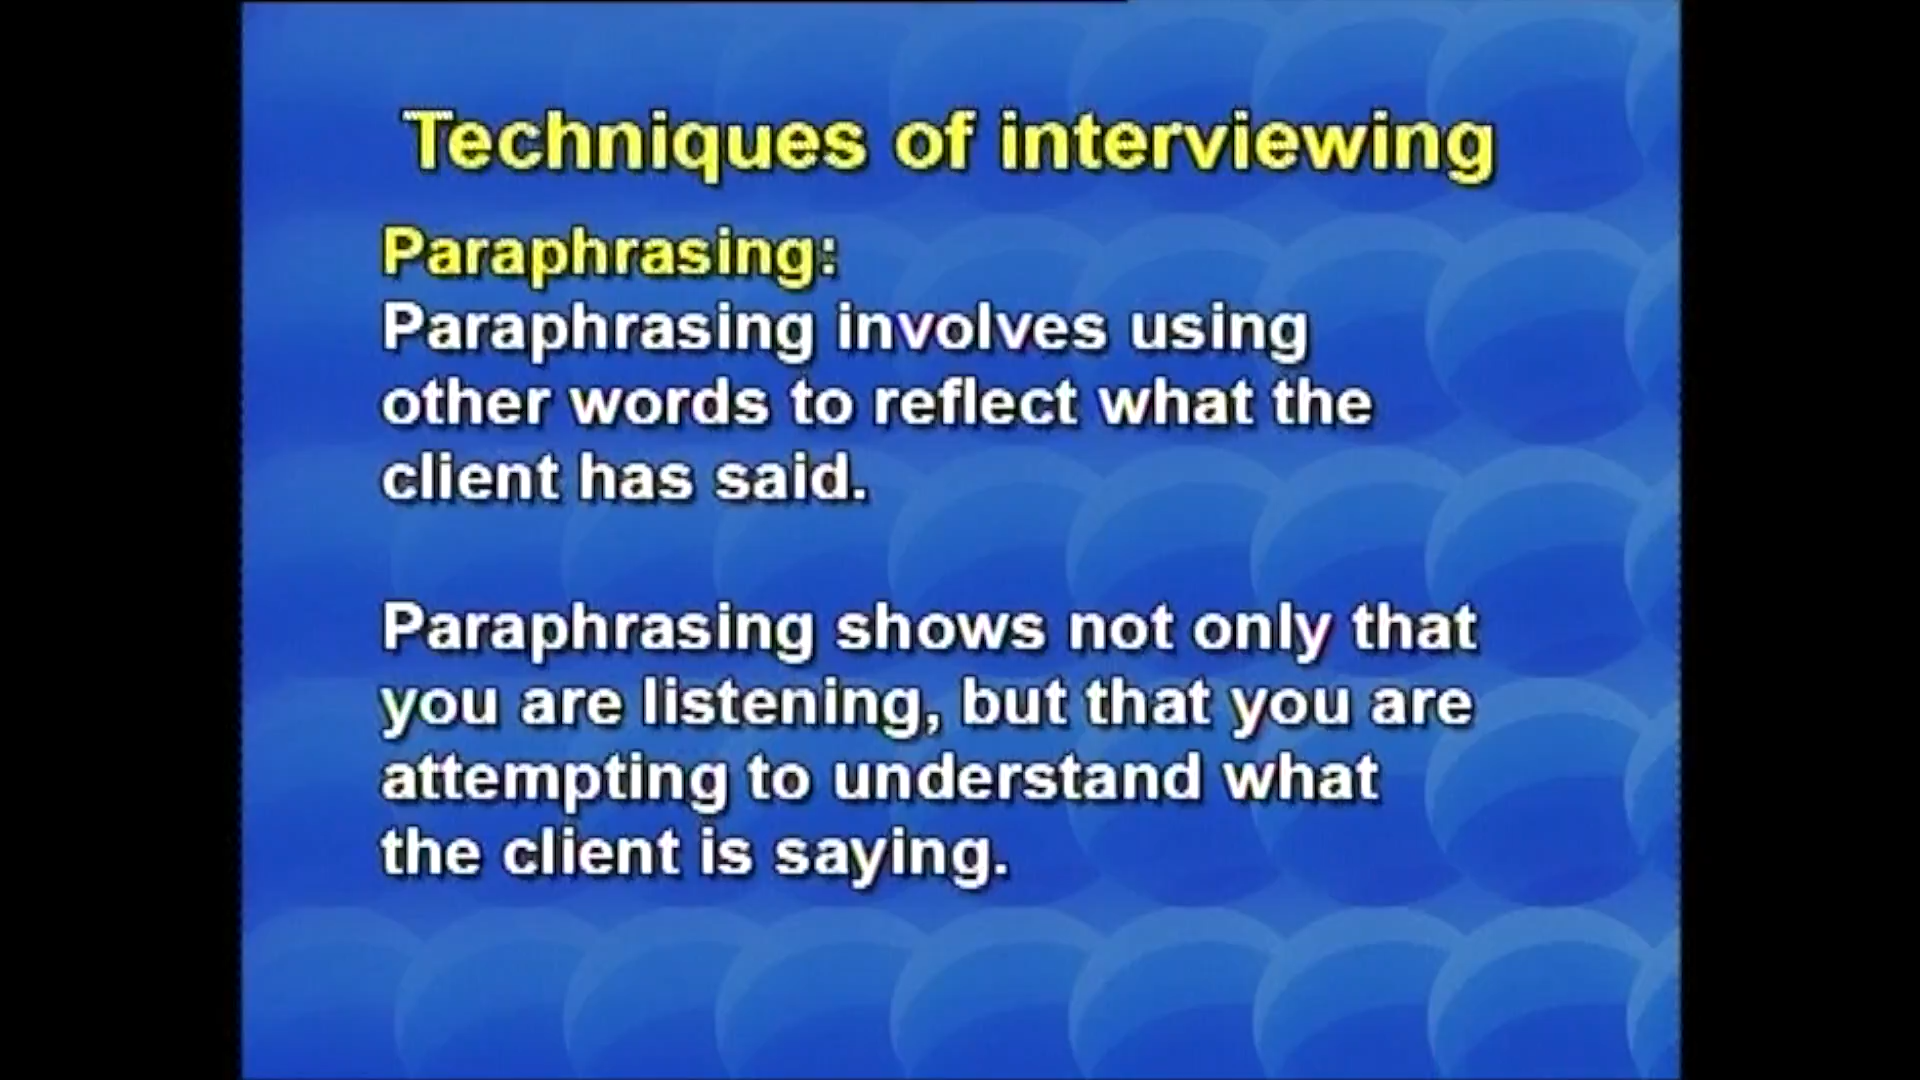 Techniques of interviewing
Paraphrasing:
Paraphrasing involves using
other words to reflect what the
client has said.
Paraphrasing shows not only that
you are listening, but that you are
attempting to understand what
the client is saying.